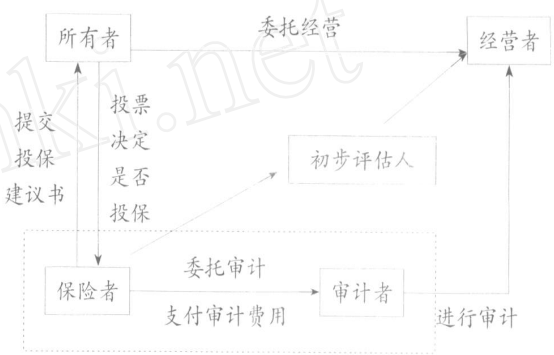 所有者
委托经营
经营者
提交
投保
建议书
投票
决定
是否
投保
初步评估人
保险者
委托审计
支付审计费用
审计者
进行审计
nki.net